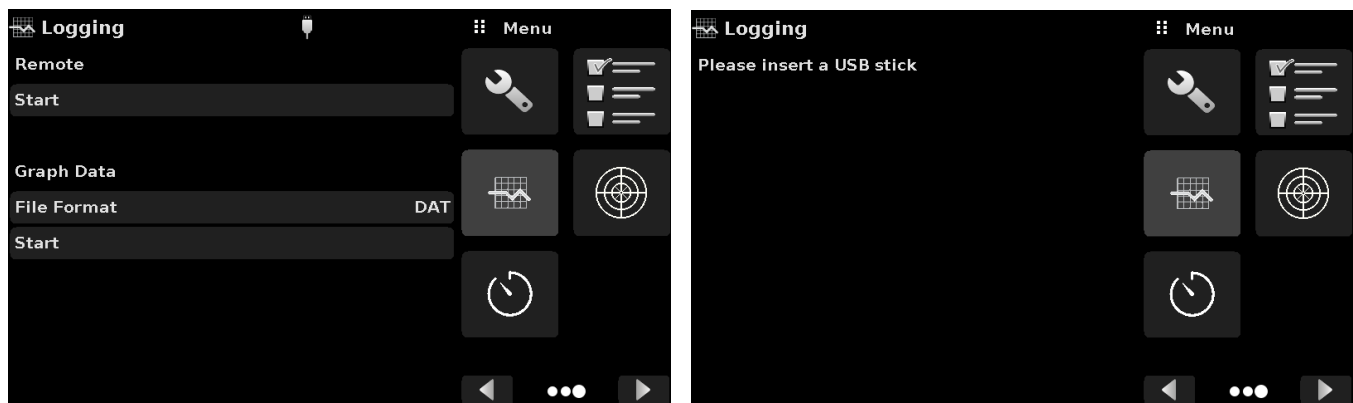 Logging
Menu
Remote
Start
Graph Data
File Format DAT
Start
Logging
Menu
Please insert a USB stick